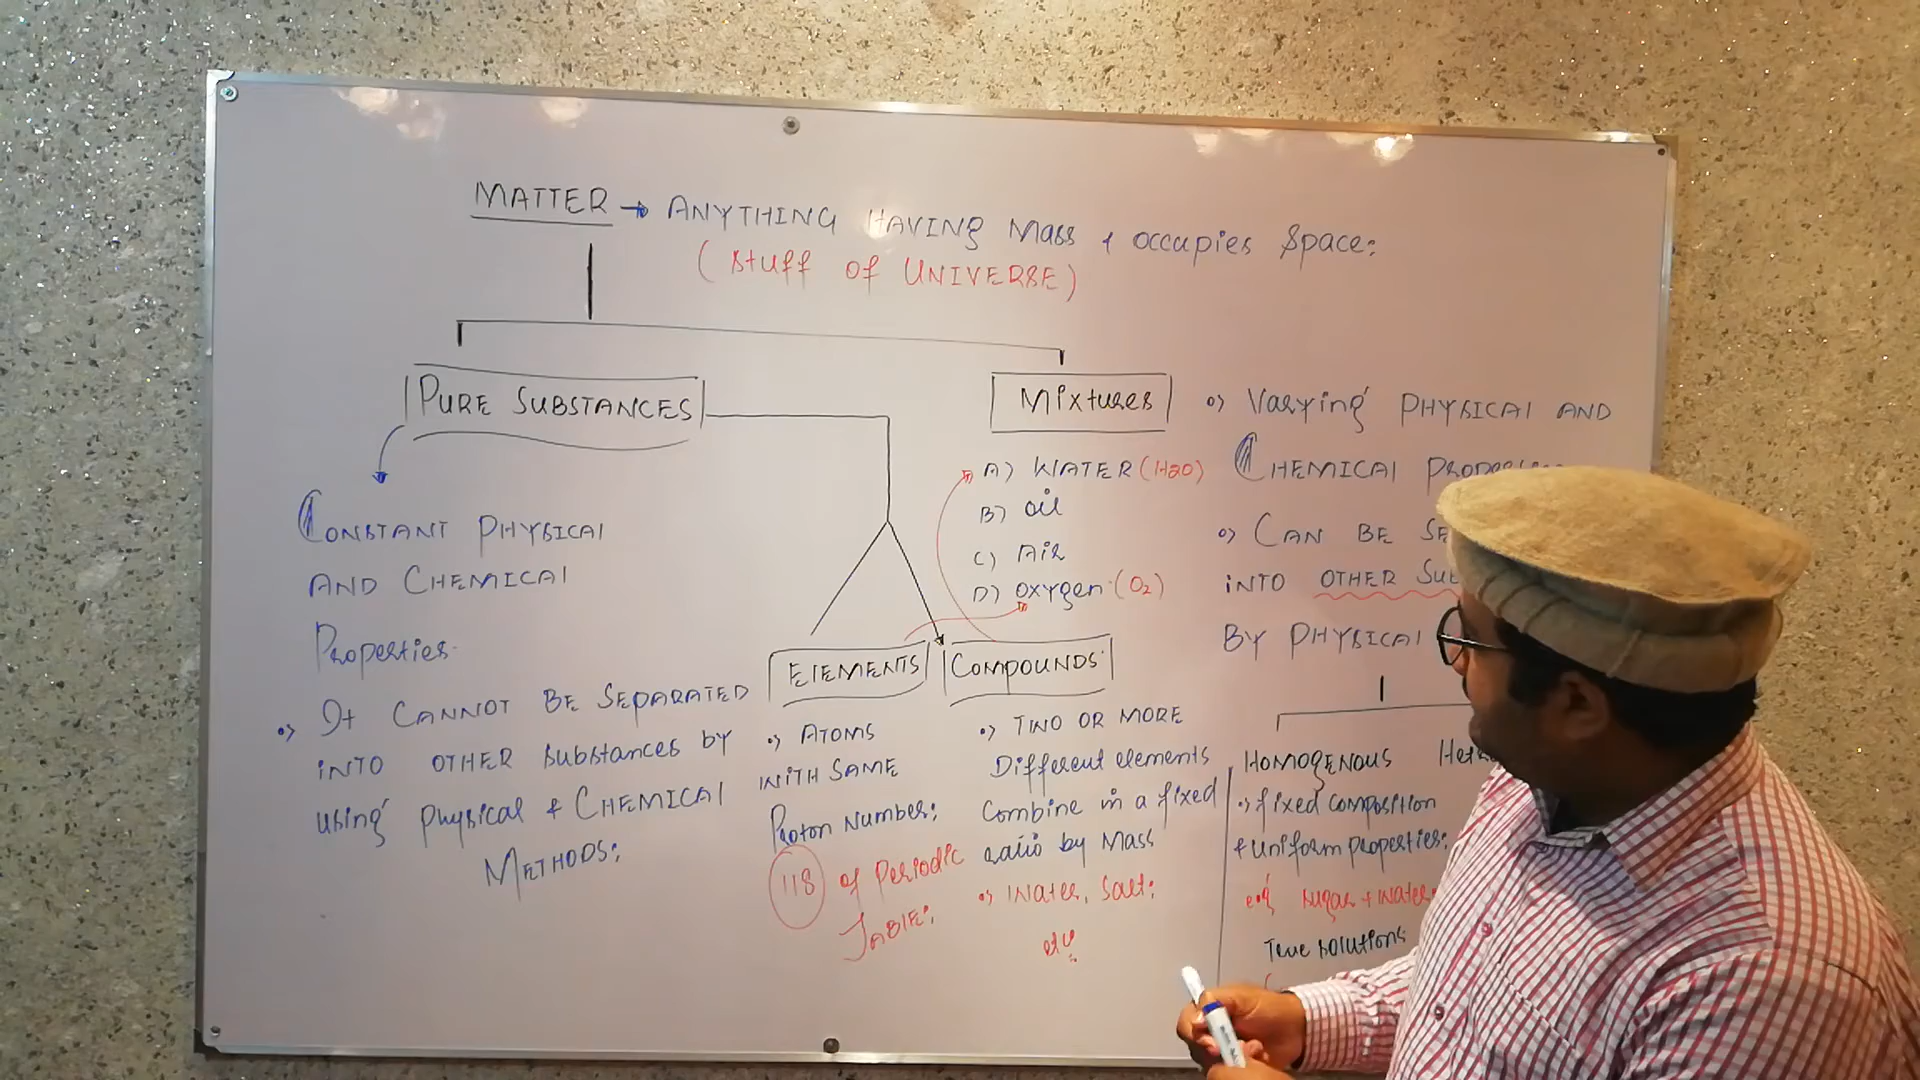 MATTER → ANYTHING HAVING Mass & occupies Space:
(Stuff of UNIVERSE)
PURE SUBSTANCES
CONSTANT PHYSICAl
AND CHEMICAl
Properties.
•> It CANNOT BE SEPARATED
iNTO OTHER Substances by
using Physical & CHEMICAL
METHODS:
ElEMENTS
•> ATOMS
WITH SAME
Proton Number:
118 of Periodic
TABlE:
COMPOUNDS:
•> TWO OR MORE
Different elements
Combine in a fixed
ratio by Mass
•> Water, Salt:
etc:
Mixtures
A) WATER (H2O)
B) oil
C) Air
D) oxygen (O2)
•> Varying PHYSICAl AND
CHEMICAl
•> CAN BE
iNTO OTHER
BY PHYSICAl
HOMOgENOUS
•> fixed composition
& uniform properties:
e.g Sugar + Water
True solutions